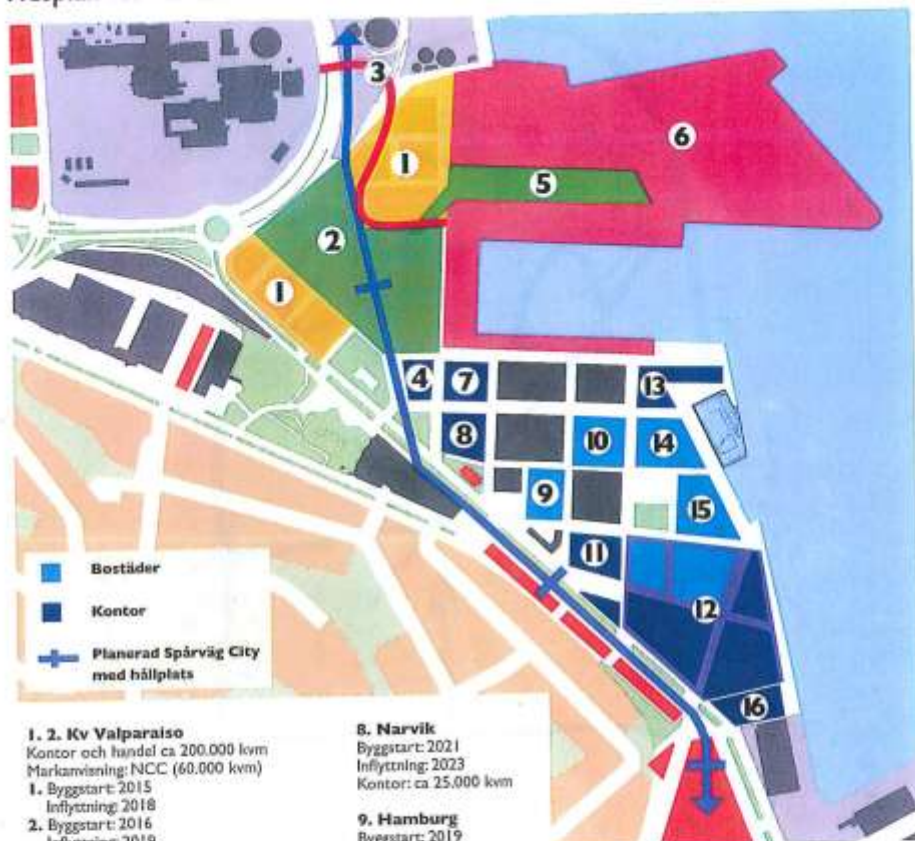 3
1
6
5
2
1
4
7
13
8
10
14
9
15
11
12
16
Bostäder
Kontor
Planerad Spårväg City
med hållplats
1. 2. Kv Valparaiso
Kontor och handel ca 200.000 kvm
Markanvisning: NCC (60.000 kvm)
1. Byggstart: 2015
Inflyttning: 2018
2. Byggstart: 2016
Inflyttning: 2019
8. Narvik
Byggstart: 2021
Inflyttning: 2023
Kontor: ca 25.000 kvm
9. Hamburg
Byggstart: 2019